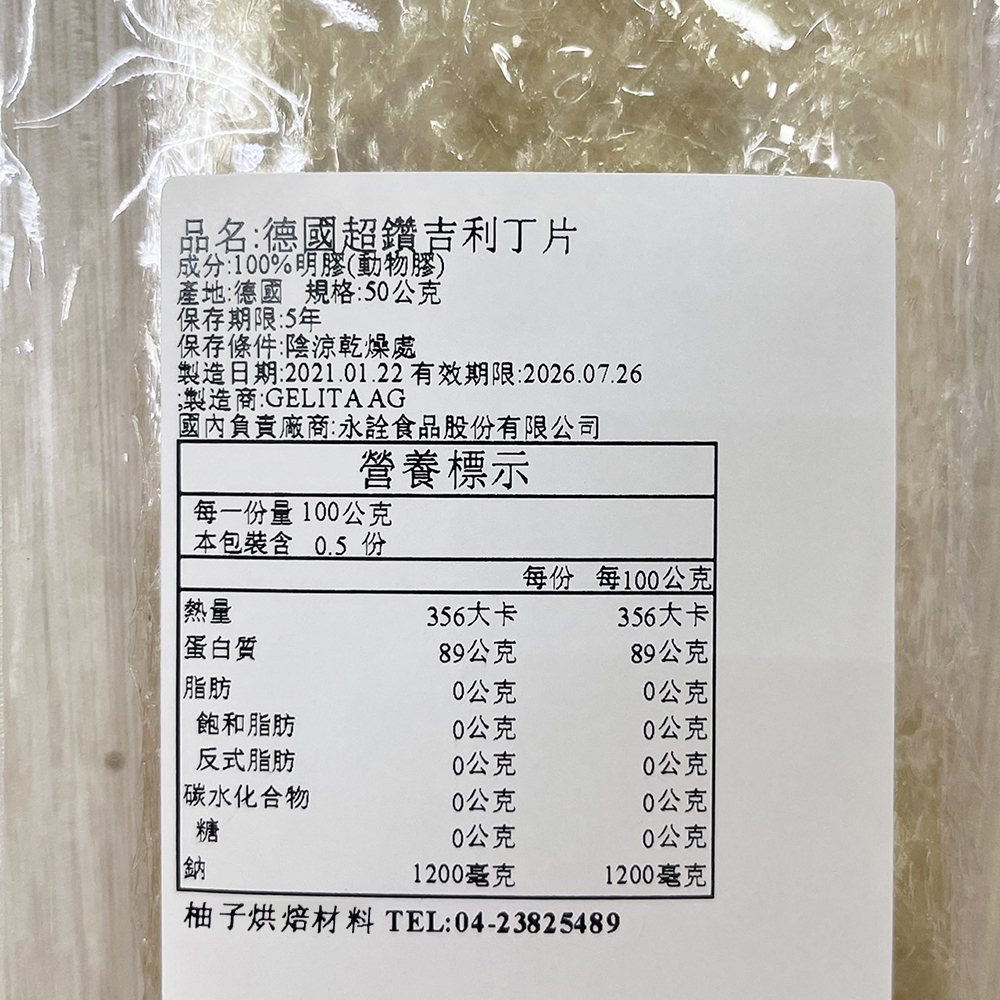 品名:德國超鑽吉利丁片
成分:100%明膠(動物膠)
產地:德國 規格:50公克
保存期限:5年
保存條件:陰涼乾燥處
製造日期:2021.01.22 有效期限:2026.07.26
;製造商:GELITA AG
國內負責廠商:永詮食品股份有限公司
營養標示
每一份量 100公克
本包裝含 0.5 份
每份 每100公克
熱量 356大卡 356大卡
蛋白質 89公克 89公克
脂肪 0公克 0公克
飽和脂肪 0公克 0公克
反式脂肪 0公克 0公克
碳水化合物 0公克 0公克
糖 0公克 0公克
鈉 1200毫克 1200毫克
柚子烘焙材料 TEL:04-23825489